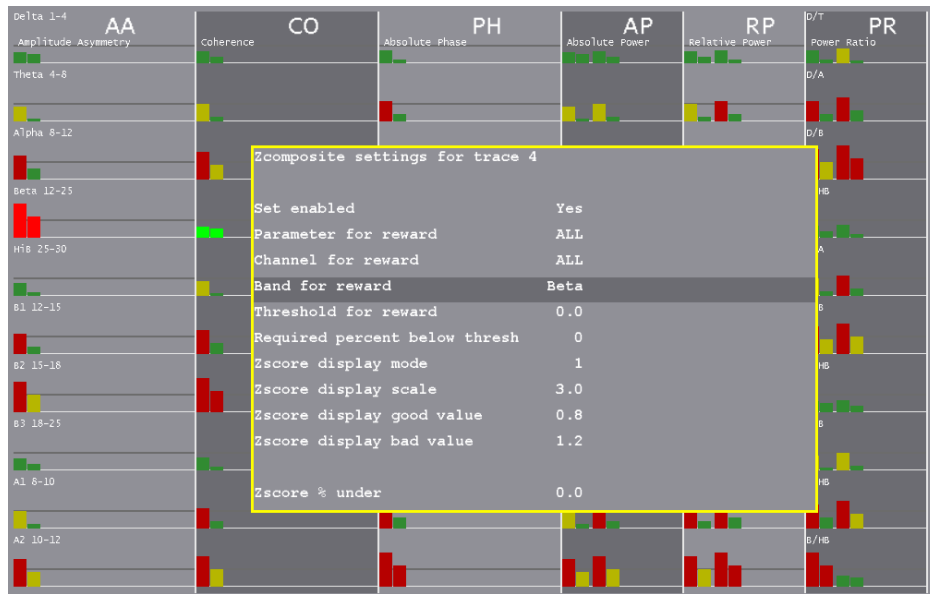 Delta 1-4 AA CO PH AP RP D/T PR
Amplitude Asymmetry Coherence Absolute Phase Absolute Power Relative Power Power Ratio
Theta 4-8 D/A
Alpha 8-12 D/B
Zcomposite settings for trace 4
Beta 12-25 HB
Set enabled Yes
Parameter for reward ALL
HiB 25-30 A
Channel for reward ALL
Band for reward Beta
B1 12-15 B
Threshold for reward 0.0
Required percent below thresh 0
B2 15-18 HB
Zscore display mode 1
Zscore display scale 3.0
Zscore display good value 0.8
B3 18-25 B
Zscore display bad value 1.2
A1 8-10 HB
Zscore % under 0.0
A2 10-12 B/HB